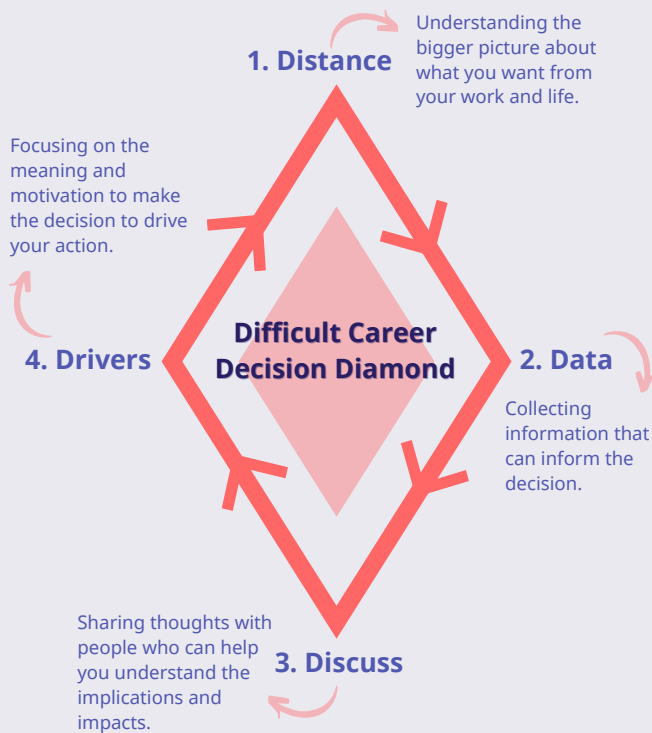 1. Distance
Understanding the
bigger picture about
what you want from
your work and life.
Difficult Career
Decision Diamond
2. Data
Collecting
information that
can inform the
decision.
3. Discuss
Sharing thoughts with
people who can help
you understand the
implications and
impacts.
4. Drivers
Focusing on the
meaning and
motivation to make
the decision to drive
your action.